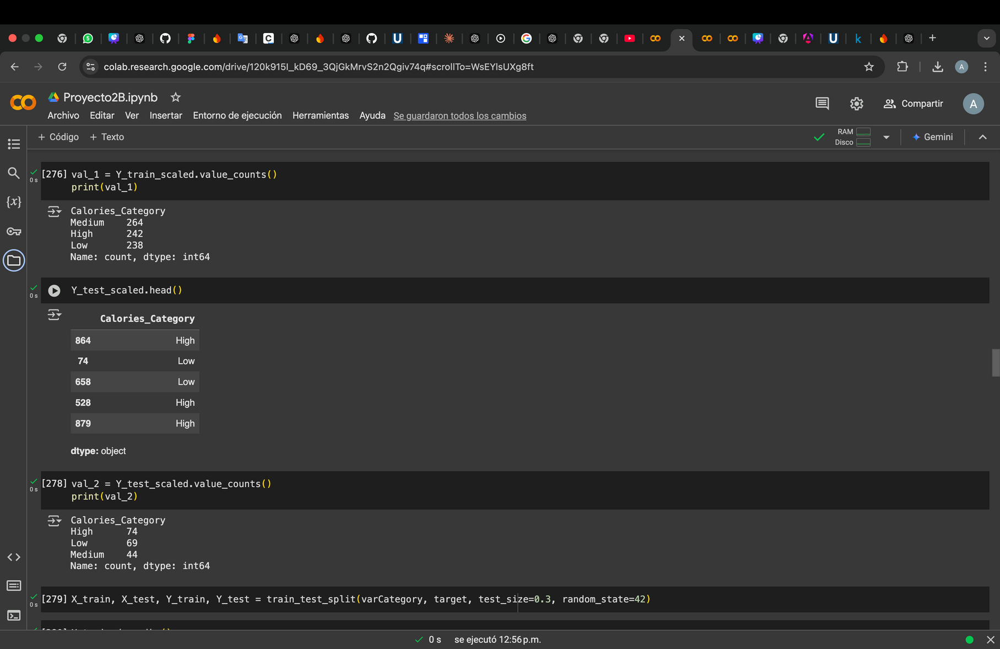 5
colab.research.google.com/drive/120k915I_kD69_3QjGkMrvS2n2Qgiv74q#scrollTo=WsEYlsUXg8ft
A
Proyecto2B.ipynb
Compartir
A
Archivo Editar Ver Insertar Entorno de ejecución Herramientas Ayuda Se guardaron todos los cambios
+ Código + Texto
RAM
Disco
Gemini
[276] val_1 = Y_train_scaled.value_counts()
0 s
print(val_1)
Calories_Category
Medium 264
High 242
Low 238
Name: count, dtype: int64
Y_test_scaled.head()
0 s
Calories_Category
864 High
74 Low
658 Low
528 High
879 High
dtype: object
[278] val_2 = Y_test_scaled.value_counts()
0 s
print(val_2)
Calories_Category
High 74
Low 69
Medium 44
Name: count, dtype: int64
[279] X_train, X_test, Y_train, Y_test = train_test_split(varCategory, target, test_size=0.3, random_state=42)
0 s
0 s se ejecutó 12:56 p.m.